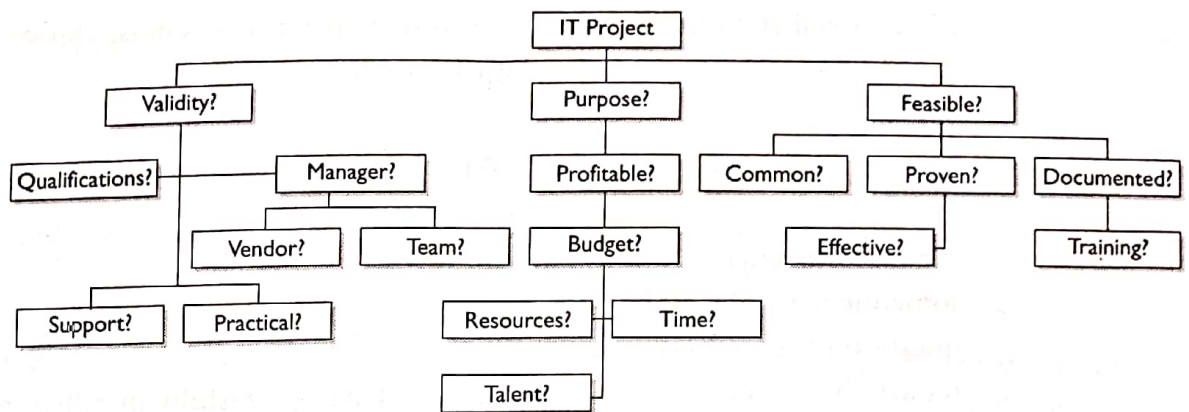 IT Project
Validity?
Purpose?
Feasible?
Qualifications?
Manager?
Profitable?
Common?
Proven?
Documented?
Vendor?
Team?
Budget?
Effective?
Training?
Support?
Practical?
Resources?
Time?
Talent?